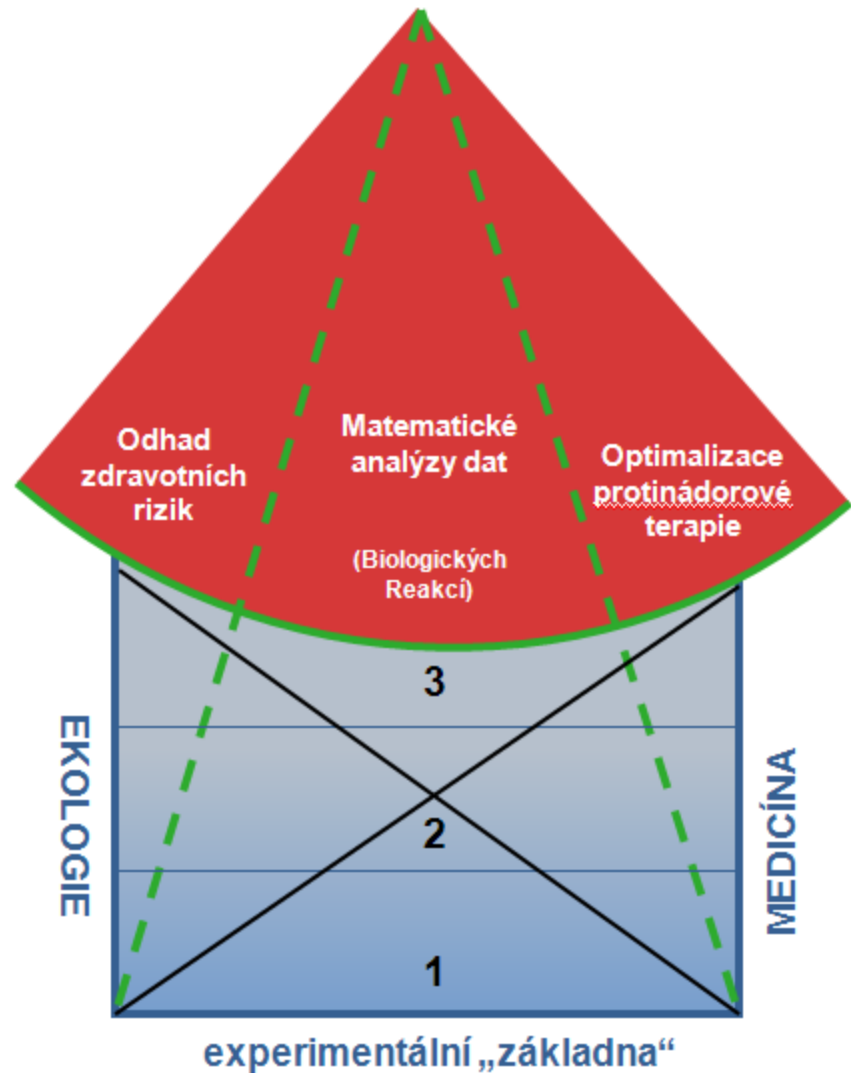 Odhad
zdravotních
rizik
Matematické
analýzy dat
(Biologických
Reakcí)
Optimalizace
protinádorové
terapie
3
2
1
EKOLOGIE
MEDICÍNA
experimentální „základna“